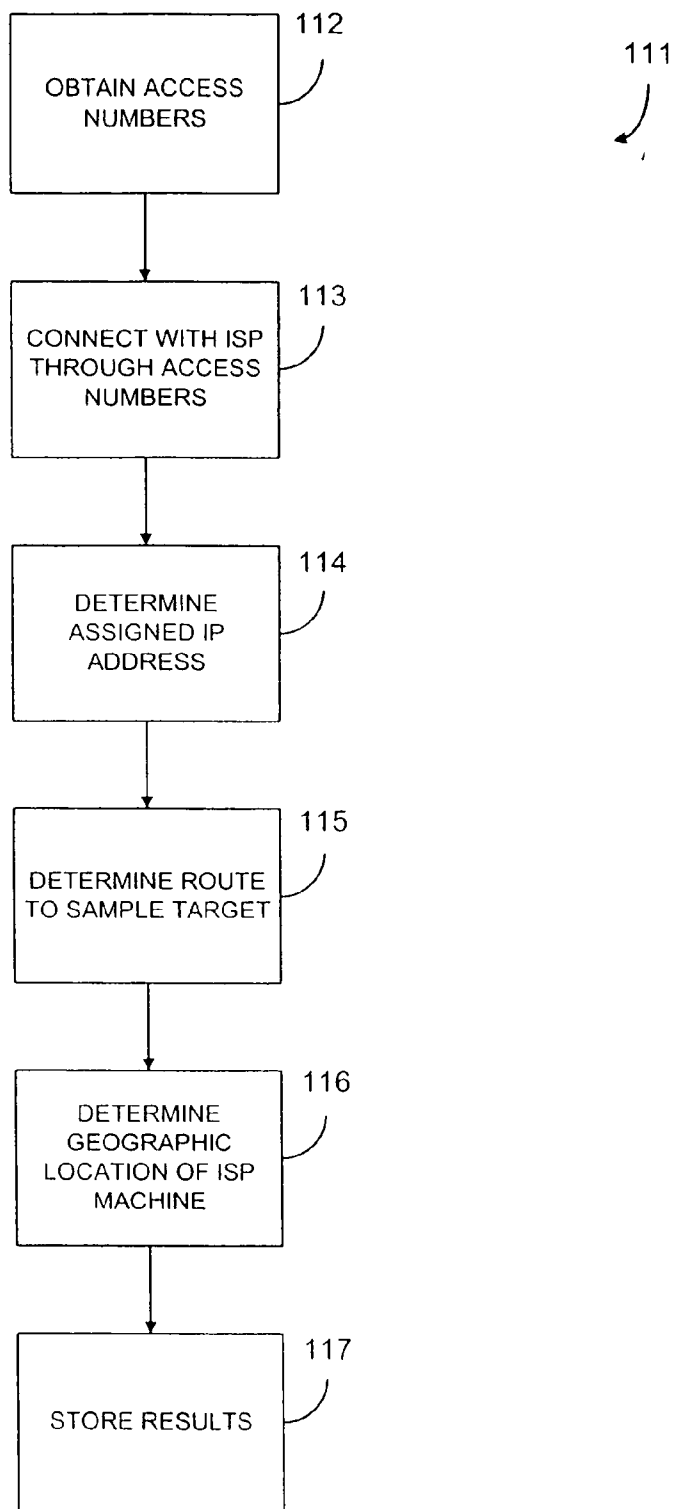 112
111
OBTAIN ACCESS
NUMBERS
113
CONNECT WITH ISP
THROUGH ACCESS
NUMBERS
114
DETERMINE
ASSIGNED IP
ADDRESS
115
DETERMINE ROUTE
TO SAMPLE TARGET
116
DETERMINE
GEOGRAPHIC
LOCATION OF ISP
MACHINE
117
STORE RESULTS